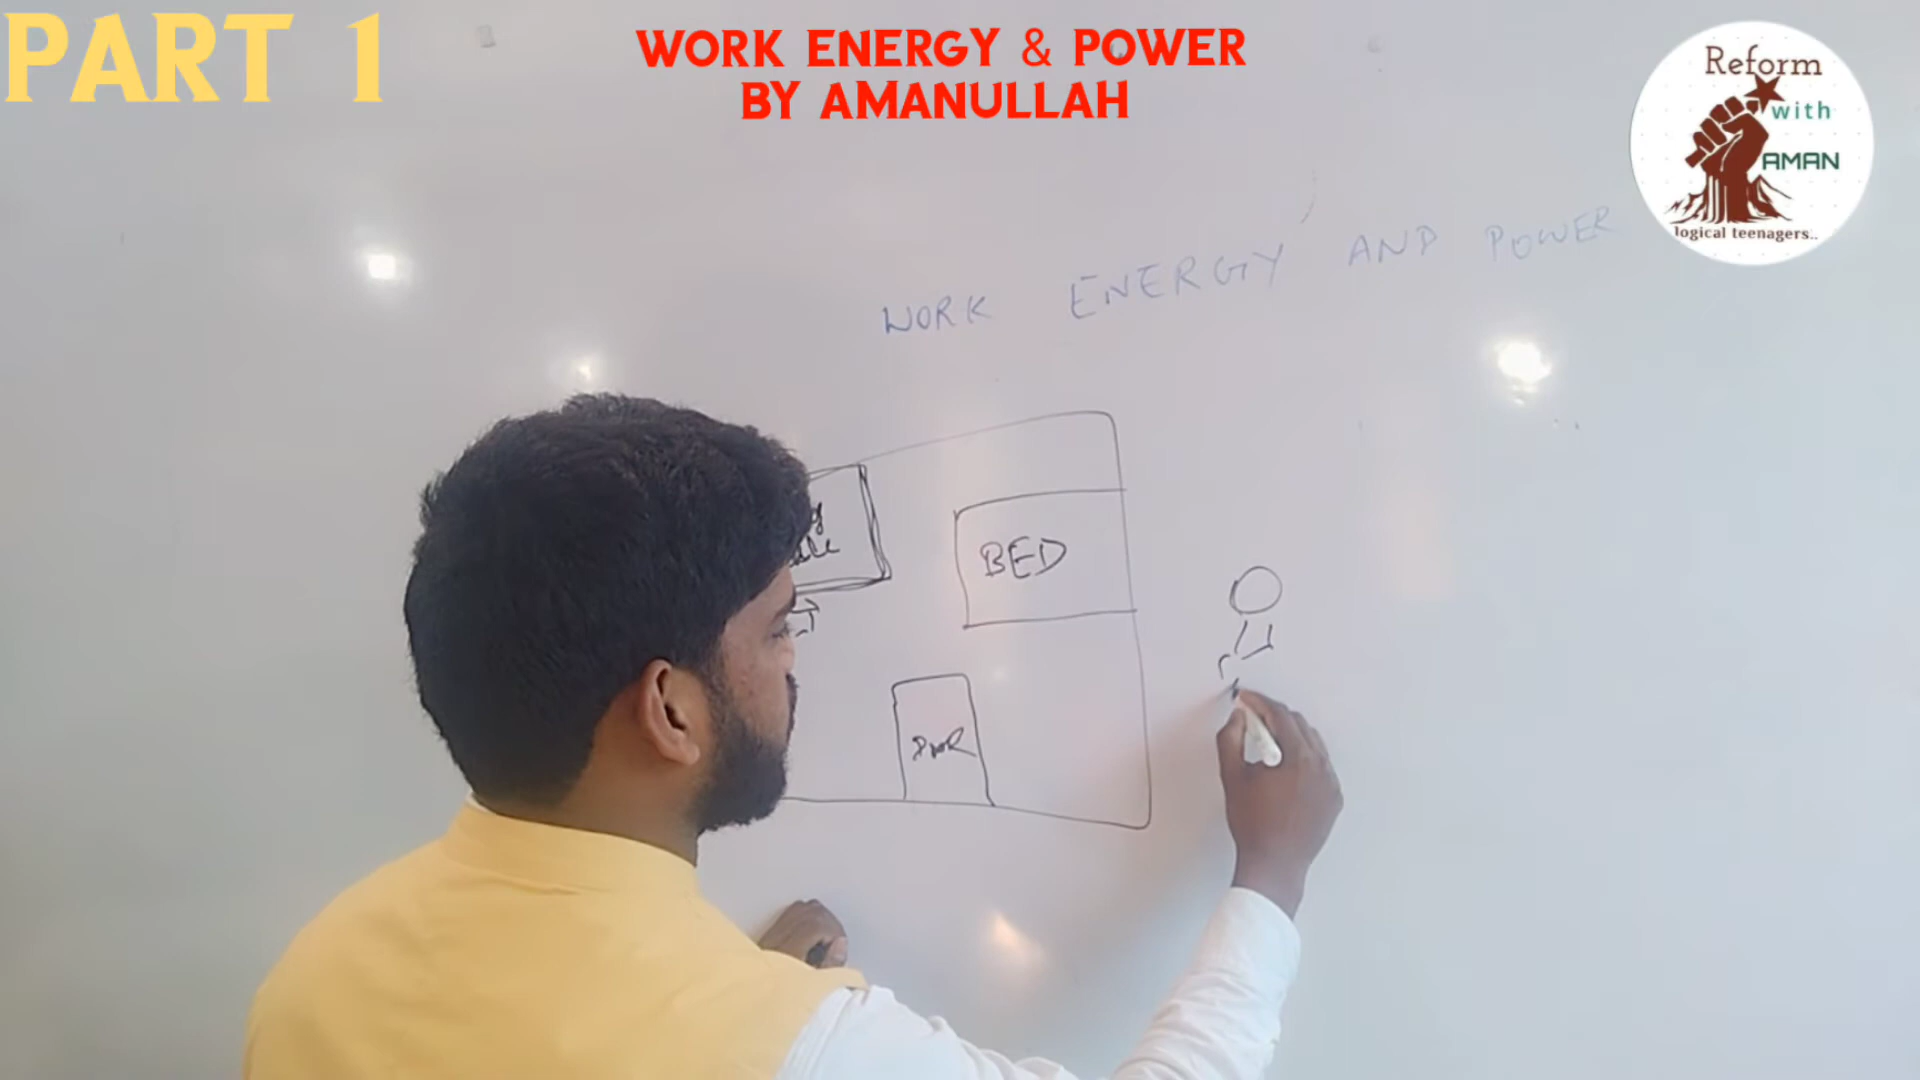 PART 1
WORK ENERGY & POWER
BY AMANULLAH
Reform
with
AMAN
logical teenagers..
WORK ENERGY AND POWER
BED